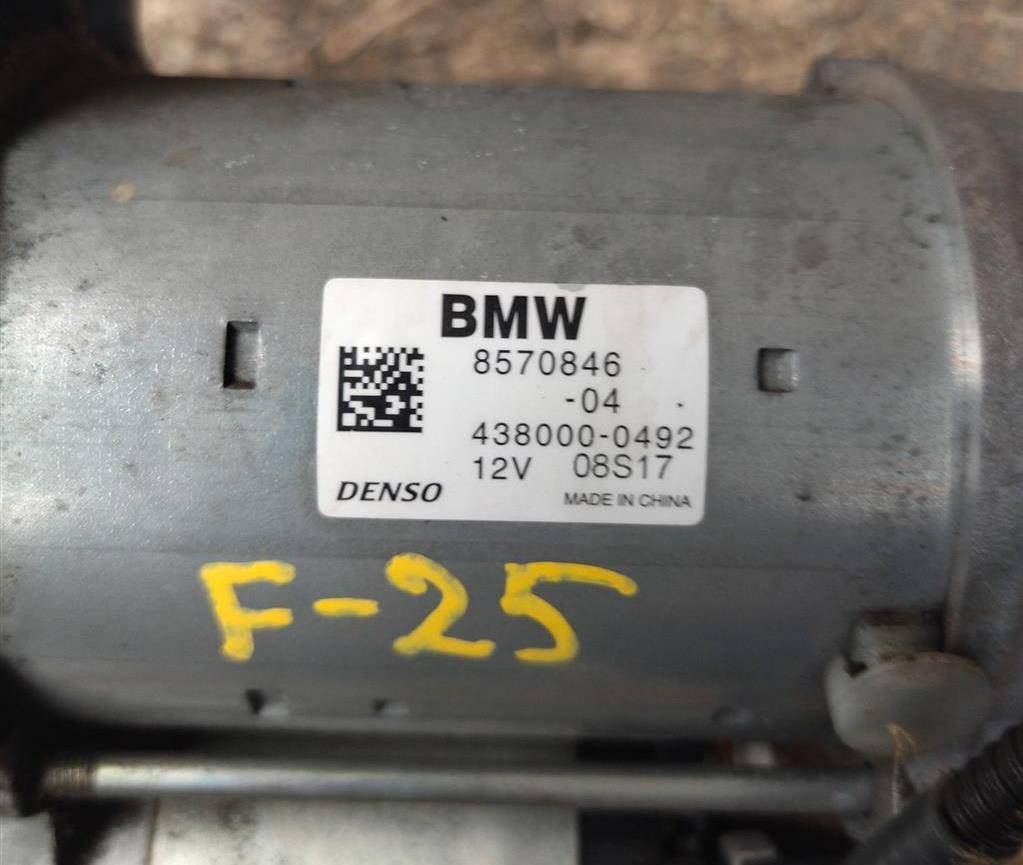 BMW
8570846
-04
438000-0492
12V 08S17
DENSO
MADE IN CHINA
F-25